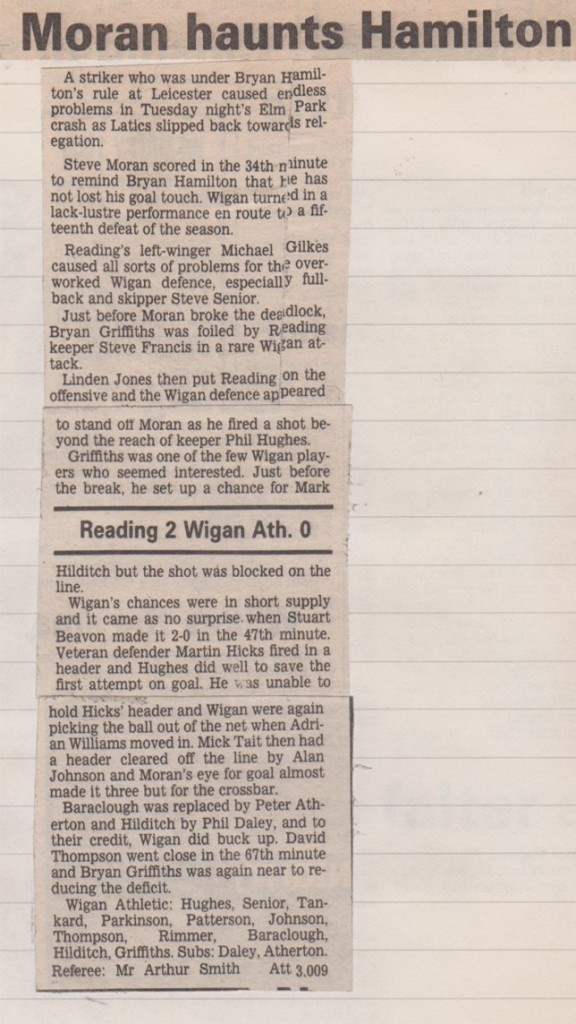 Moran haunts Hamilton
A striker who was under Bryan Hamil-
ton's rule at Leicester caused endless
problems in Tuesday night's Elm Park
crash as Latics slipped back towards rel-
egation.
Steve Moran scored in the 34th minute
to remind Bryan Hamilton that he has
not lost his goal touch. Wigan turned in a
lack-lustre performance en route to a fif-
teenth defeat of the season.
Reading's left-winger Michael Gilkes
caused all sorts of problems for the over-
worked Wigan defence, especially full-
back and skipper Steve Senior.
Just before Moran broke the deadlock,
Bryan Griffiths was foiled by Reading
keeper Steve Francis in a rare Wigan at-
tack.
Linden Jones then put Reading on the
offensive and the Wigan defence appeared
to stand off Moran as he fired a shot be-
yond the reach of keeper Phil Hughes.
Griffiths was one of the few Wigan play-
ers who seemed interested. Just before
the break, he set up a chance for Mark
Reading 2 Wigan Ath. 0
Hilditch but the shot was blocked on the
line.
Wigan's chances were in short supply
and it came as no surprise when Stuart
Beavon made it 2-0 in the 47th minute.
Veteran defender Martin Hicks fired in a
header and Hughes did well to save the
first attempt on goal. He was unable to
hold Hicks' header and Wigan were again
picking the ball out of the net when Adri-
an Williams moved in. Mick Tait then had
a header cleared off the line by Alan
Johnson and Moran's eye for goal almost
made it three but for the crossbar.
Baraclough was replaced by Peter Ath-
erton and Hilditch by Phil Daley, and to
their credit, Wigan did buck up. David
Thompson went close in the 67th minute
and Bryan Griffiths was again near to re-
ducing the deficit.
Wigan Athletic: Hughes, Senior, Tan-
kard, Parkinson, Patterson, Johnson,
Thompson, Rimmer, Baraclough,
Hilditch, Griffiths. Subs: Daley, Atherton.
Referee: Mr Arthur Smith Att 3,009